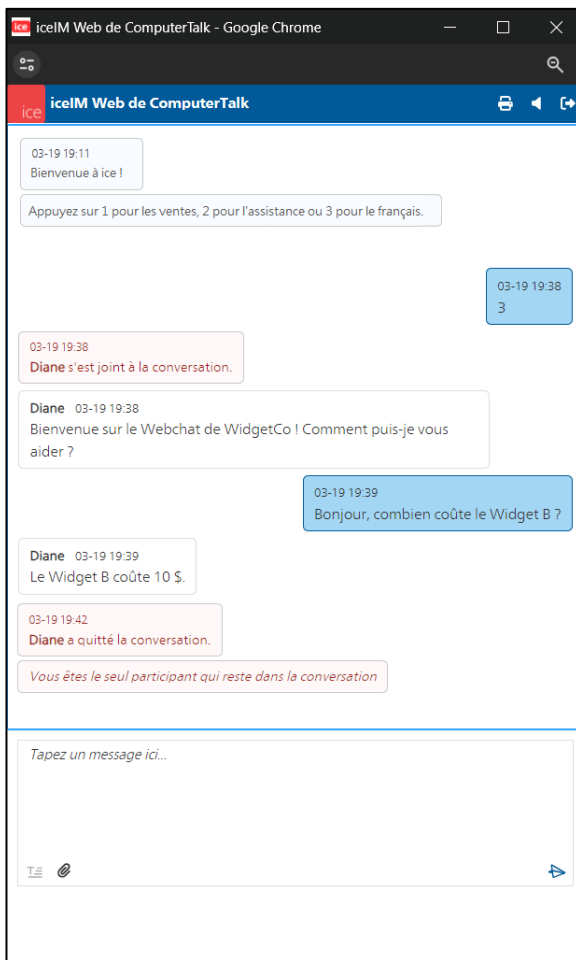 ice iceIM Web de ComputerTalk - Google Chrome
ice iceIM Web de ComputerTalk
03-19 19:11
Bienvenue à ice !
Appuyez sur 1 pour les ventes, 2 pour l'assistance ou 3 pour le français.
03-19 19:38
3
03-19 19:38
Diane s'est joint à la conversation.
Diane 03-19 19:38
Bienvenue sur le Webchat de WidgetCo ! Comment puis-je vous
aider ?
03-19 19:39
Bonjour, combien coûte le Widget B ?
Diane 03-19 19:39
Le Widget B coûte 10 $.
03-19 19:42
Diane a quitté la conversation.
Vous êtes le seul participant qui reste dans la conversation
Tapez un message ici...